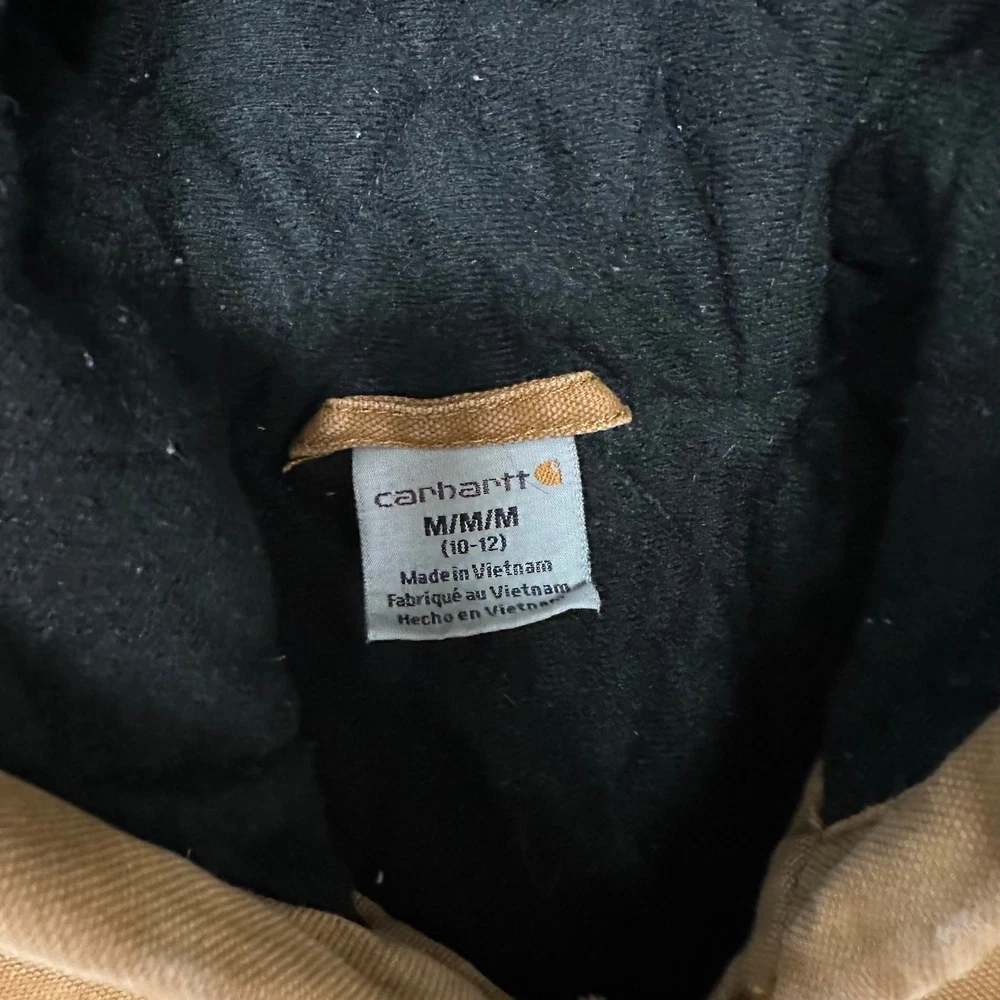 carhartt
M/M/M
(10-12)
Made in Vietnam
Fabriqué au Vietnam
Hecho en Vietnam